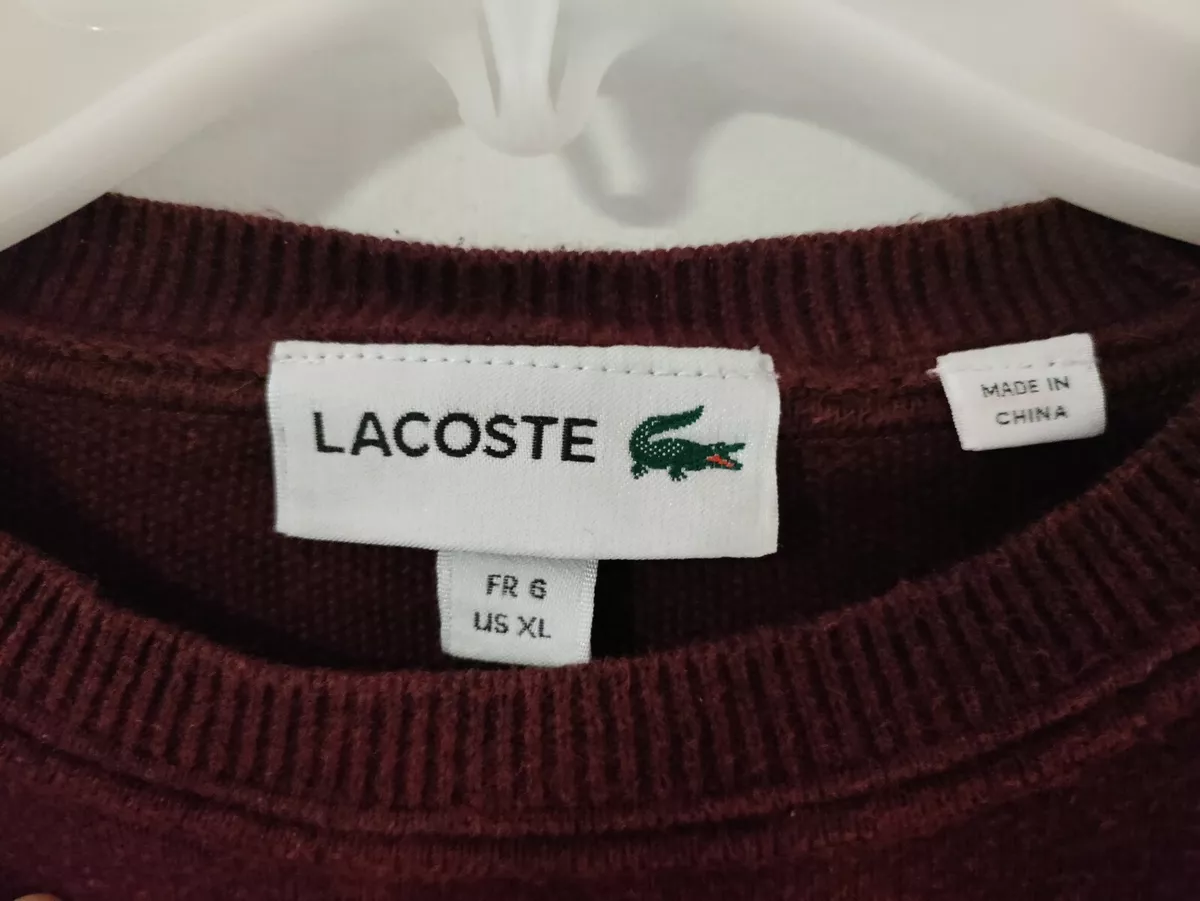 LACOSTE
FR 6
US XL
MADE IN
CHINA